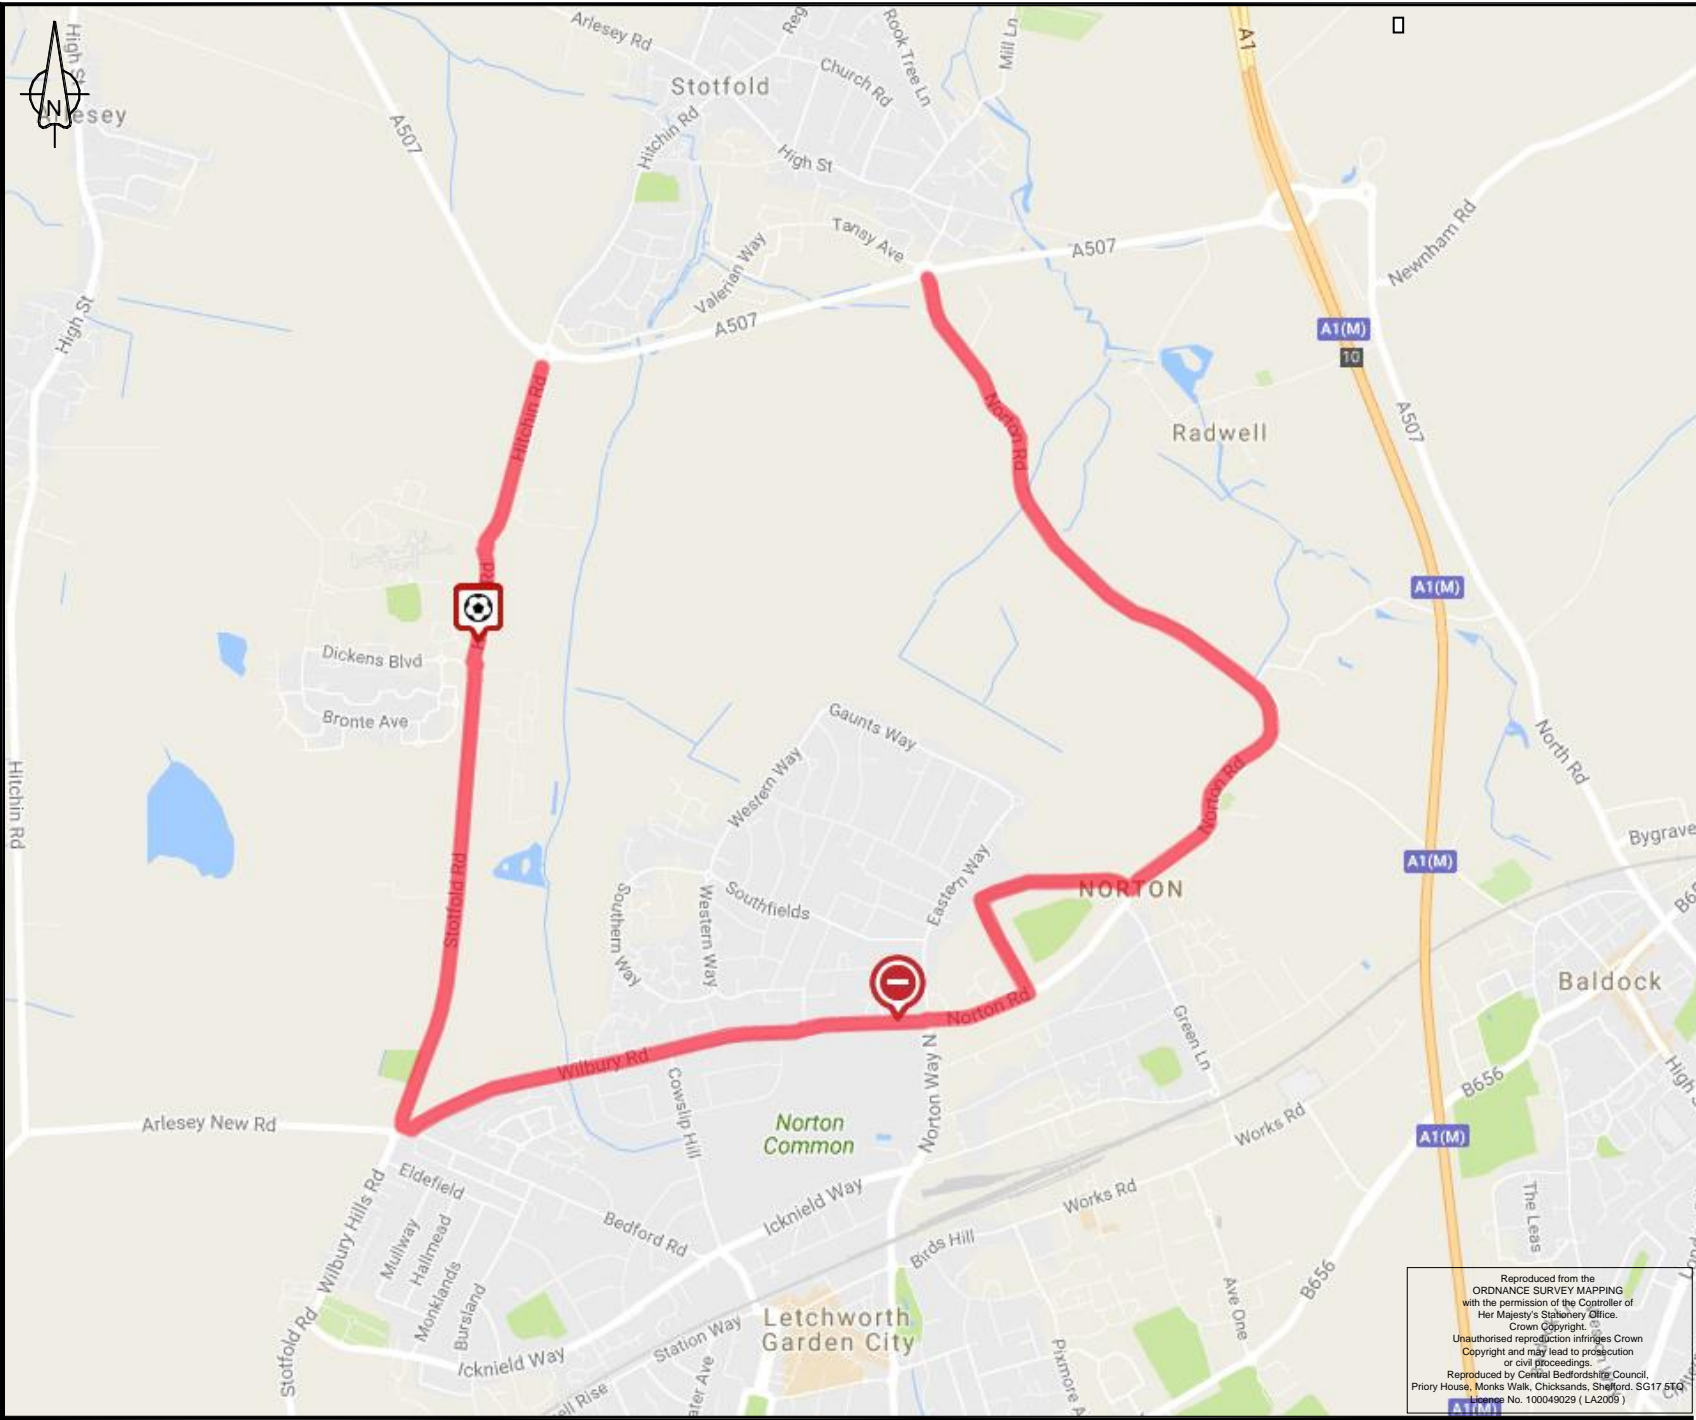 High St
N
Arlesey
A507
Arlesey Rd
Stotfold
Church Rd
Rook Tree Ln
Mill Ln
A1
Hitchin Rd
High St
Tansy Ave
Valerian Way
A507
A507
Newnham Rd
High St
A1(M)
10
Hitchin Rd
Norton Rd
Radwell
A507
A1(M)
Rd
Dickens Blvd
Bronte Ave
Gaunts Way
Western Way
North Rd
Hitchin Rd
Norton Rd
Bygrave
A1(M)
Stotfold Rd
Southern Way
Western Way
Southfields
Eastern Way
NORTON
Baldock
Norton Rd
Green Ln
Wilbury Rd
Cowslip Hill
Norton Way N
B656
High
Arlesey New Rd
Norton
Common
Works Rd
A1(M)
Eldefield
Wilbury Hills Rd
Mullway
Hallmead
Monklands
Bursland
Bedford Rd
Icknield Way
Works Rd
Birds Hill
The Leas
B656
Ave One
Stotfold Rd
Icknield Way
Station Way
Letchworth
Garden City
Reproduced from the
ORDNANCE SURVEY MAPPING
with the permission of the Controller of
Her Majesty's Stationery Office.
Crown Copyright.
Unauthorised reproduction infringes Crown
Copyright and may lead to prosecution
or civil proceedings.
Reproduced by Central Bedfordshire Council,
Priory House, Monks Walk, Chicksands, Shefford. SG17 5TQ
Licence No. 100049029 ( LA2009 )
A1(M)